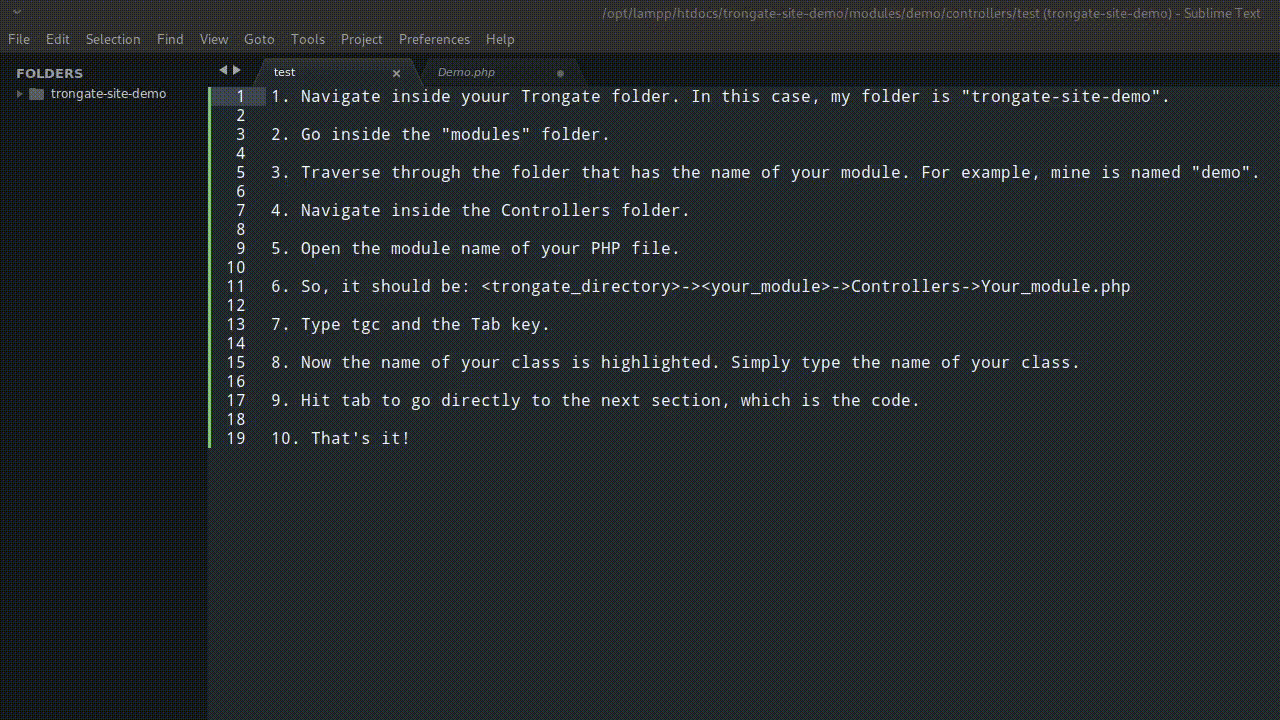 /opt/lampp/htdocs/trongate-site-demo/modules/demo/controllers/test (trongate-site-demo) - Sublime Text
File Edit Selection Find View Goto Tools Project Preferences Help
FOLDERS
trongate-site-demo
test Demo.php
1 1. Navigate inside youur Trongate folder. In this case, my folder is "trongate-site-demo".
2
3 2. Go inside the "modules" folder.
4
5 3. Traverse through the folder that has the name of your module. For example, mine is named "demo".
6
7 4. Navigate inside the Controllers folder.
8
9 5. Open the module name of your PHP file.
10
11 6. So, it should be: <trongate_directory>-><your_module>->Controllers->Your_module.php
12
13 7. Type tgc and the Tab key.
14
15 8. Now the name of your class is highlighted. Simply type the name of your class.
16
17 9. Hit tab to go directly to the next section, which is the code.
18
19 10. That's it!